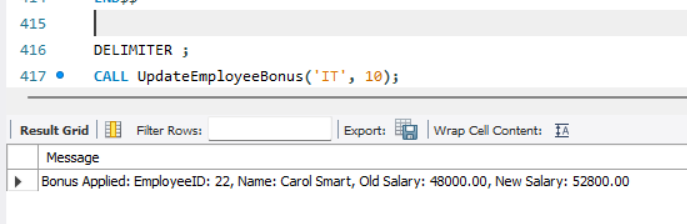 END$$
415
416 DELIMITER ;
417 CALL UpdateEmployeeBonus('IT', 10);
Result Grid Filter Rows: Export: Wrap Cell Content: IA
Message
Bonus Applied: EmployeeID: 22, Name: Carol Smart, Old Salary: 48000.00, New Salary: 52800.00